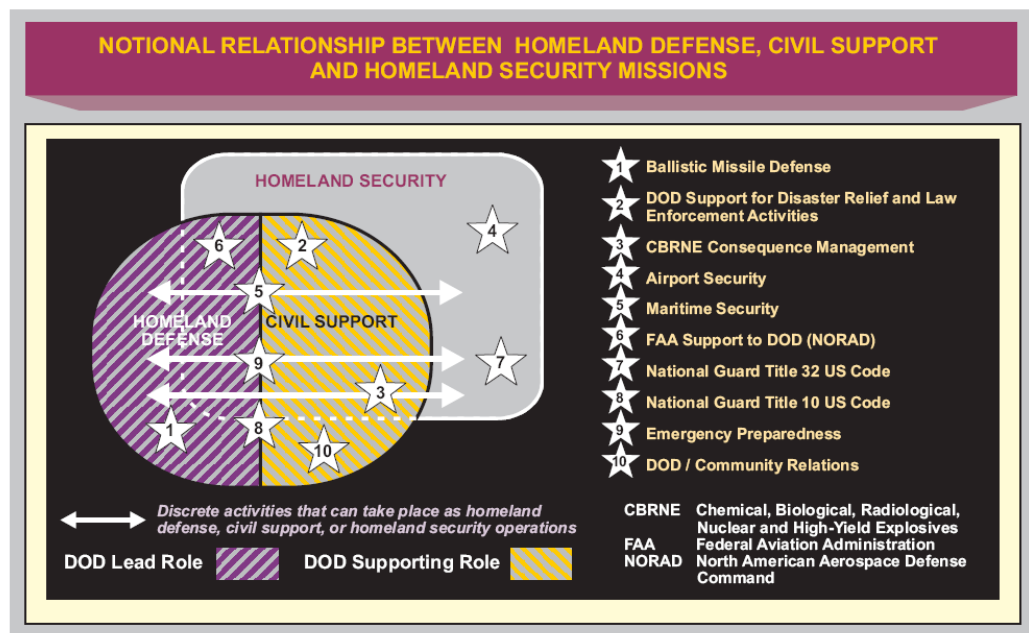 NOTIONAL RELATIONSHIP BETWEEN HOMELAND DEFENSE, CIVIL SUPPORT
AND HOMELAND SECURITY MISSIONS
HOMELAND SECURITY
6
2
4
5
HOMELAND
DEFENSE
CIVIL SUPPORT
9
7
3
1
8
10
1 Ballistic Missile Defense
2 DOD Support for Disaster Relief and Law
Enforcement Activities
3 CBRNE Consequence Management
4 Airport Security
5 Maritime Security
6 FAA Support to DOD (NORAD)
7 National Guard Title 32 US Code
8 National Guard Title 10 US Code
9 Emergency Preparedness
10 DOD / Community Relations
Discrete activities that can take place as homeland
defense, civil support, or homeland security operations
DOD Lead Role
DOD Supporting Role
CBRNE Chemical, Biological, Radiological,
Nuclear and High-Yield Explosives
FAA Federal Aviation Administration
NORAD North American Aerospace Defense
Command